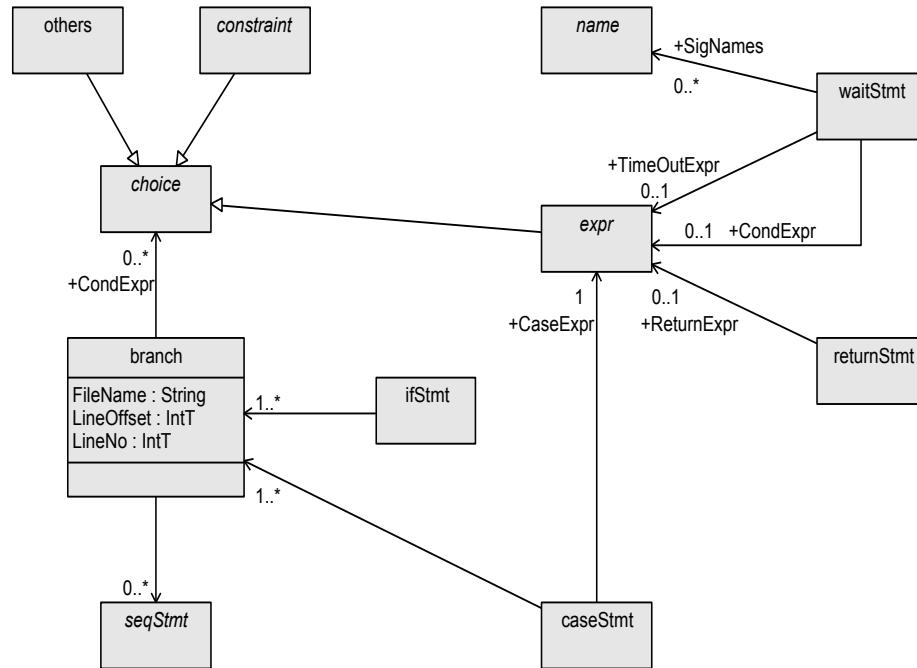 others
constraint
name
+SigNames
0..*
waitStmt
choice
+TimeOutExpr
0..1
expr
0..1
+CondExpr
0..*
+CondExpr
1
+CaseExpr
0..1
+ReturnExpr
branch
FileName : String
LineOffset : IntT
LineNo : IntT
1..*
ifStmt
returnStmt
1..*
0..*
seqStmt
caseStmt